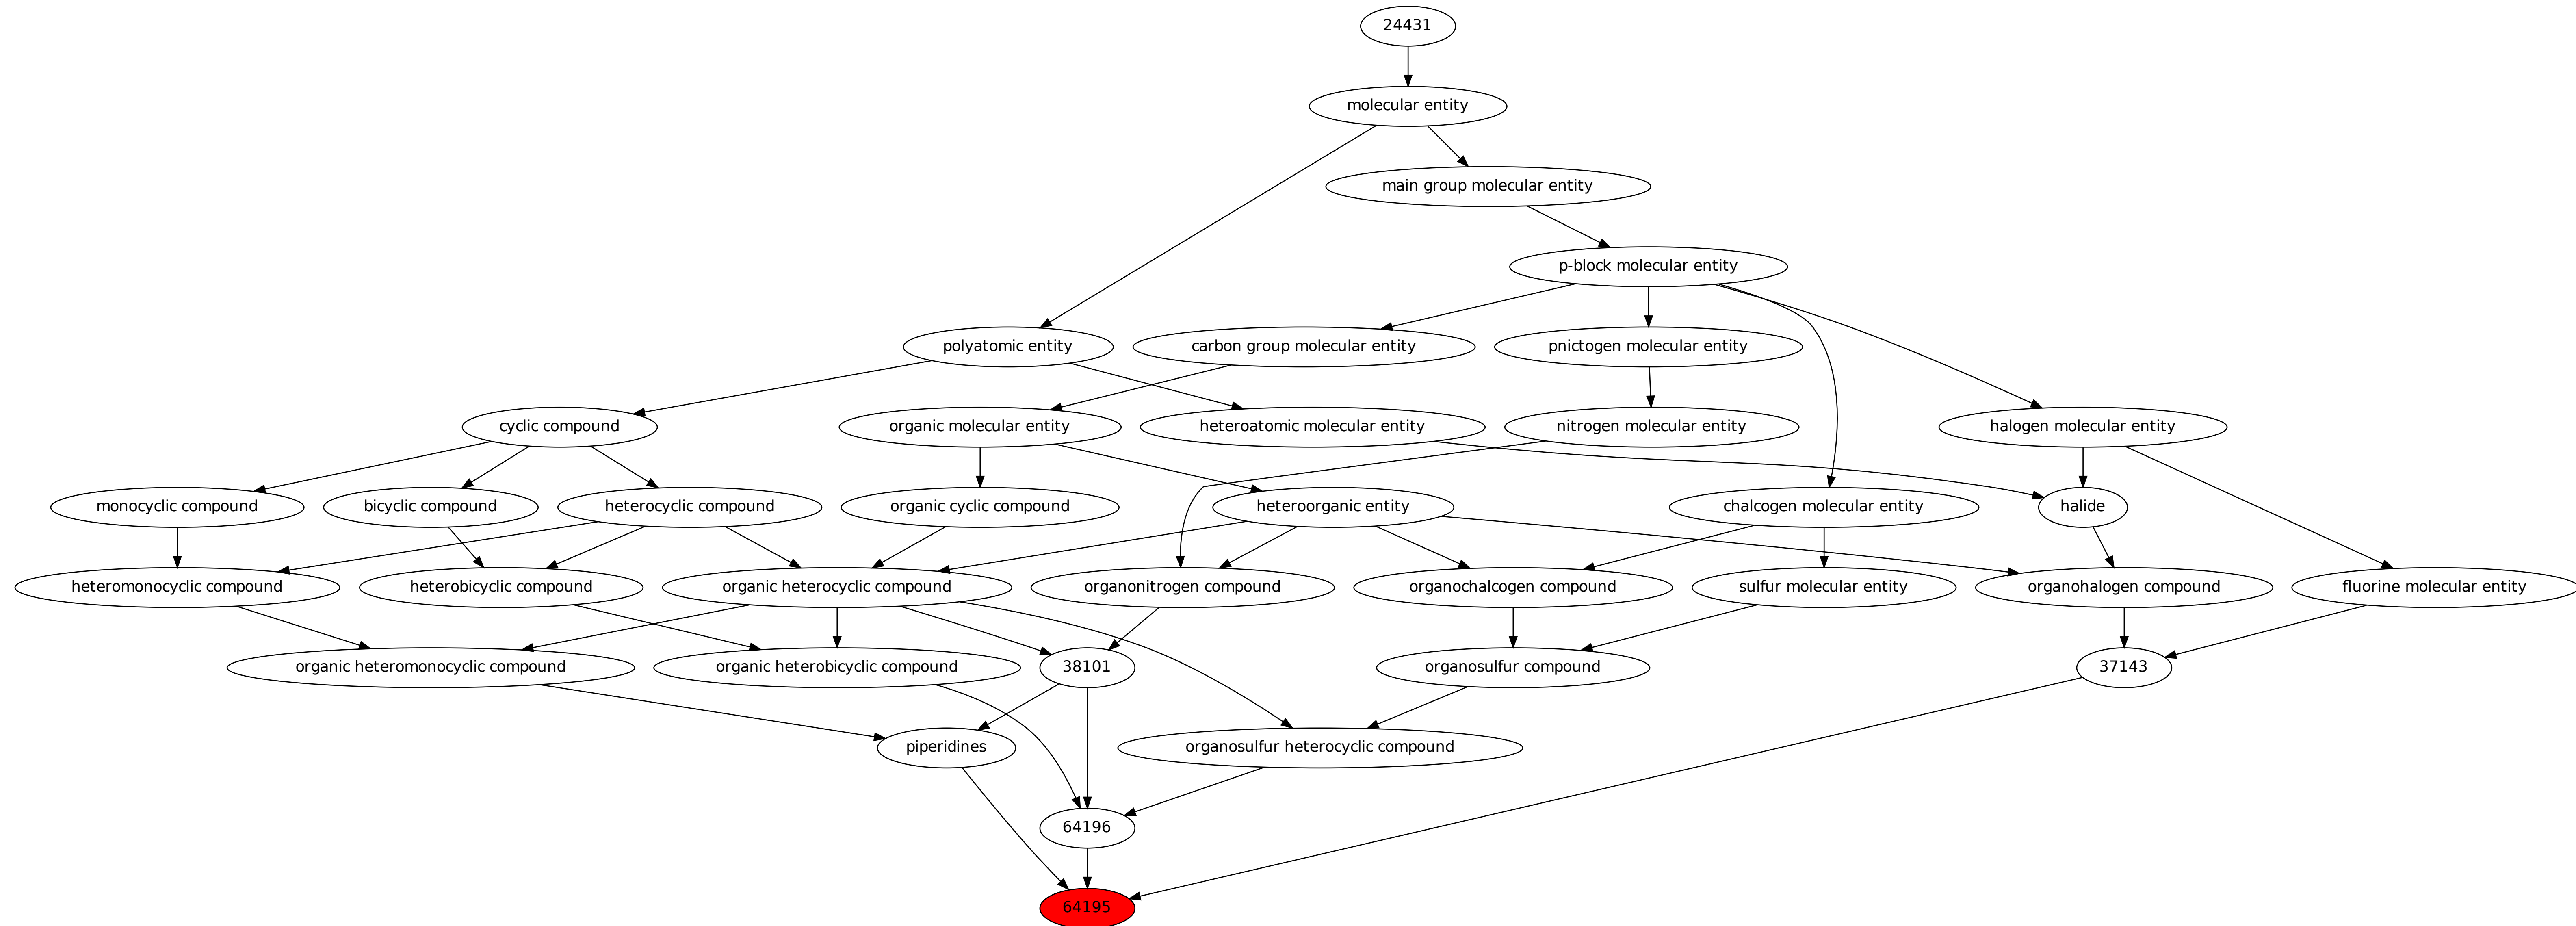 24431
molecular entity
main group molecular entity
p-block molecular entity
polyatomic entity
carbon group molecular entity
pnictogen molecular entity
cyclic compound
organic molecular entity
heteroatomic molecular entity
nitrogen molecular entity
halogen molecular entity
monocyclic compound
bicyclic compound
heterocyclic compound
organic cyclic compound
heteroorganic entity
chalcogen molecular entity
halide
heteromonocyclic compound
heterobicyclic compound
organic heterocyclic compound
organonitrogen compound
organochalcogen compound
sulfur molecular entity
organohalogen compound
fluorine molecular entity
organic heteromonocyclic compound
organic heterobicyclic compound
38101
organosulfur compound
37143
piperidines
organosulfur heterocyclic compound
64196
64195